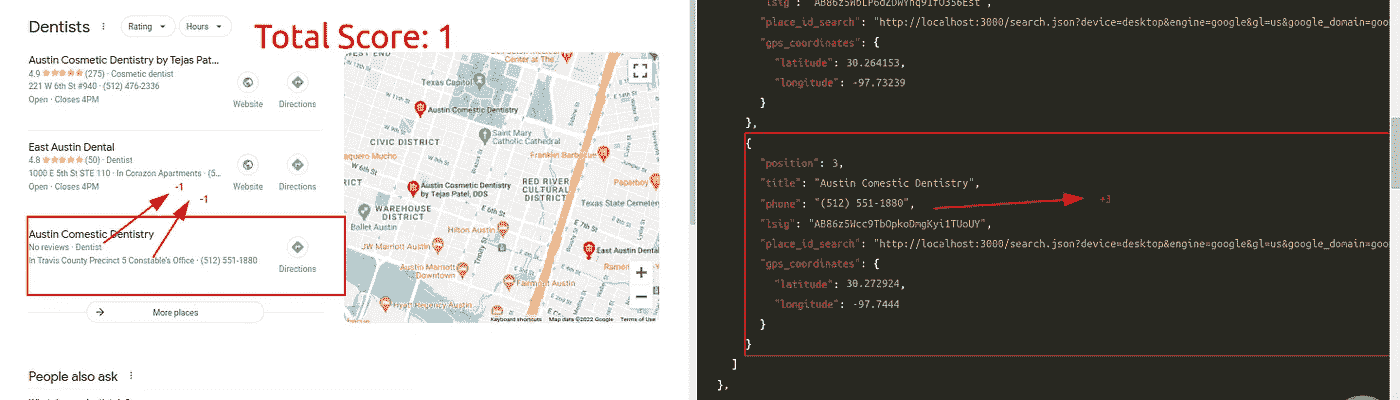 Dentists
Rating
Hours
Total Score: 1
Austin Cosmetic Dentistry by Tejas Pat...
4.9 (275) · Cosmetic dentist
221 W 6th St #940 · (512) 476-2336
Open · Closes 4PM
Website
Directions
East Austin Dental
4.8 (50) · Dentist
1000 E 5th St STE 110 · In Corazon Apartments · (5...
Open · Closes 4PM
Website
Directions
-1
-1
Austin Comestic Dentistry
No reviews · Dentist
In Travis County Precinct 5 Constable's Office · (512) 551-1880
Directions
More places
People also ask
Center at The...
Texas Capitol
W 12th St
Austin Comestic Dentistry
Saint Mary
Catholic Cathedral
CIVIC DISTRICT
aquero Mucho
Franklin Barbecue
W 6th St
RICT
Austin Cosmetic Dentistry
by Tejas Patel, DDS
RED RIVER
CULTURAL
DISTRICT
Paperboy
Texas State Cemetery
WAREHOUSE
DISTRICT
Ballet Austin
E 6th St
Hilton Austin
JW Marriott Austin
East Austin Dental
Austin Marriott
Downtown
Fairmont Austin
Hyatt Regency Austin
Keyboard shortcuts
Map data ©2022 Google
Terms of Use
"place_id_search": "http://localhost:3000/search.json?device=desktop&engine=google&gl=us&google_domain=goo
"gps_coordinates": {
"latitude": 30.264153,
"longitude": -97.73239
}
},
{
"position": 3,
"title": "Austin Comestic Dentistry",
"phone": "(512) 551-1880",
+3
"lsig": "AB86z5Wcc9TbOpkoDmgKyi1TUoUY",
"place_id_search": "http://localhost:3000/search.json?device=desktop&engine=google&gl=us&google_domain=goo
"gps_coordinates": {
"latitude": 30.272924,
"longitude": -97.7444
}
}
]
},